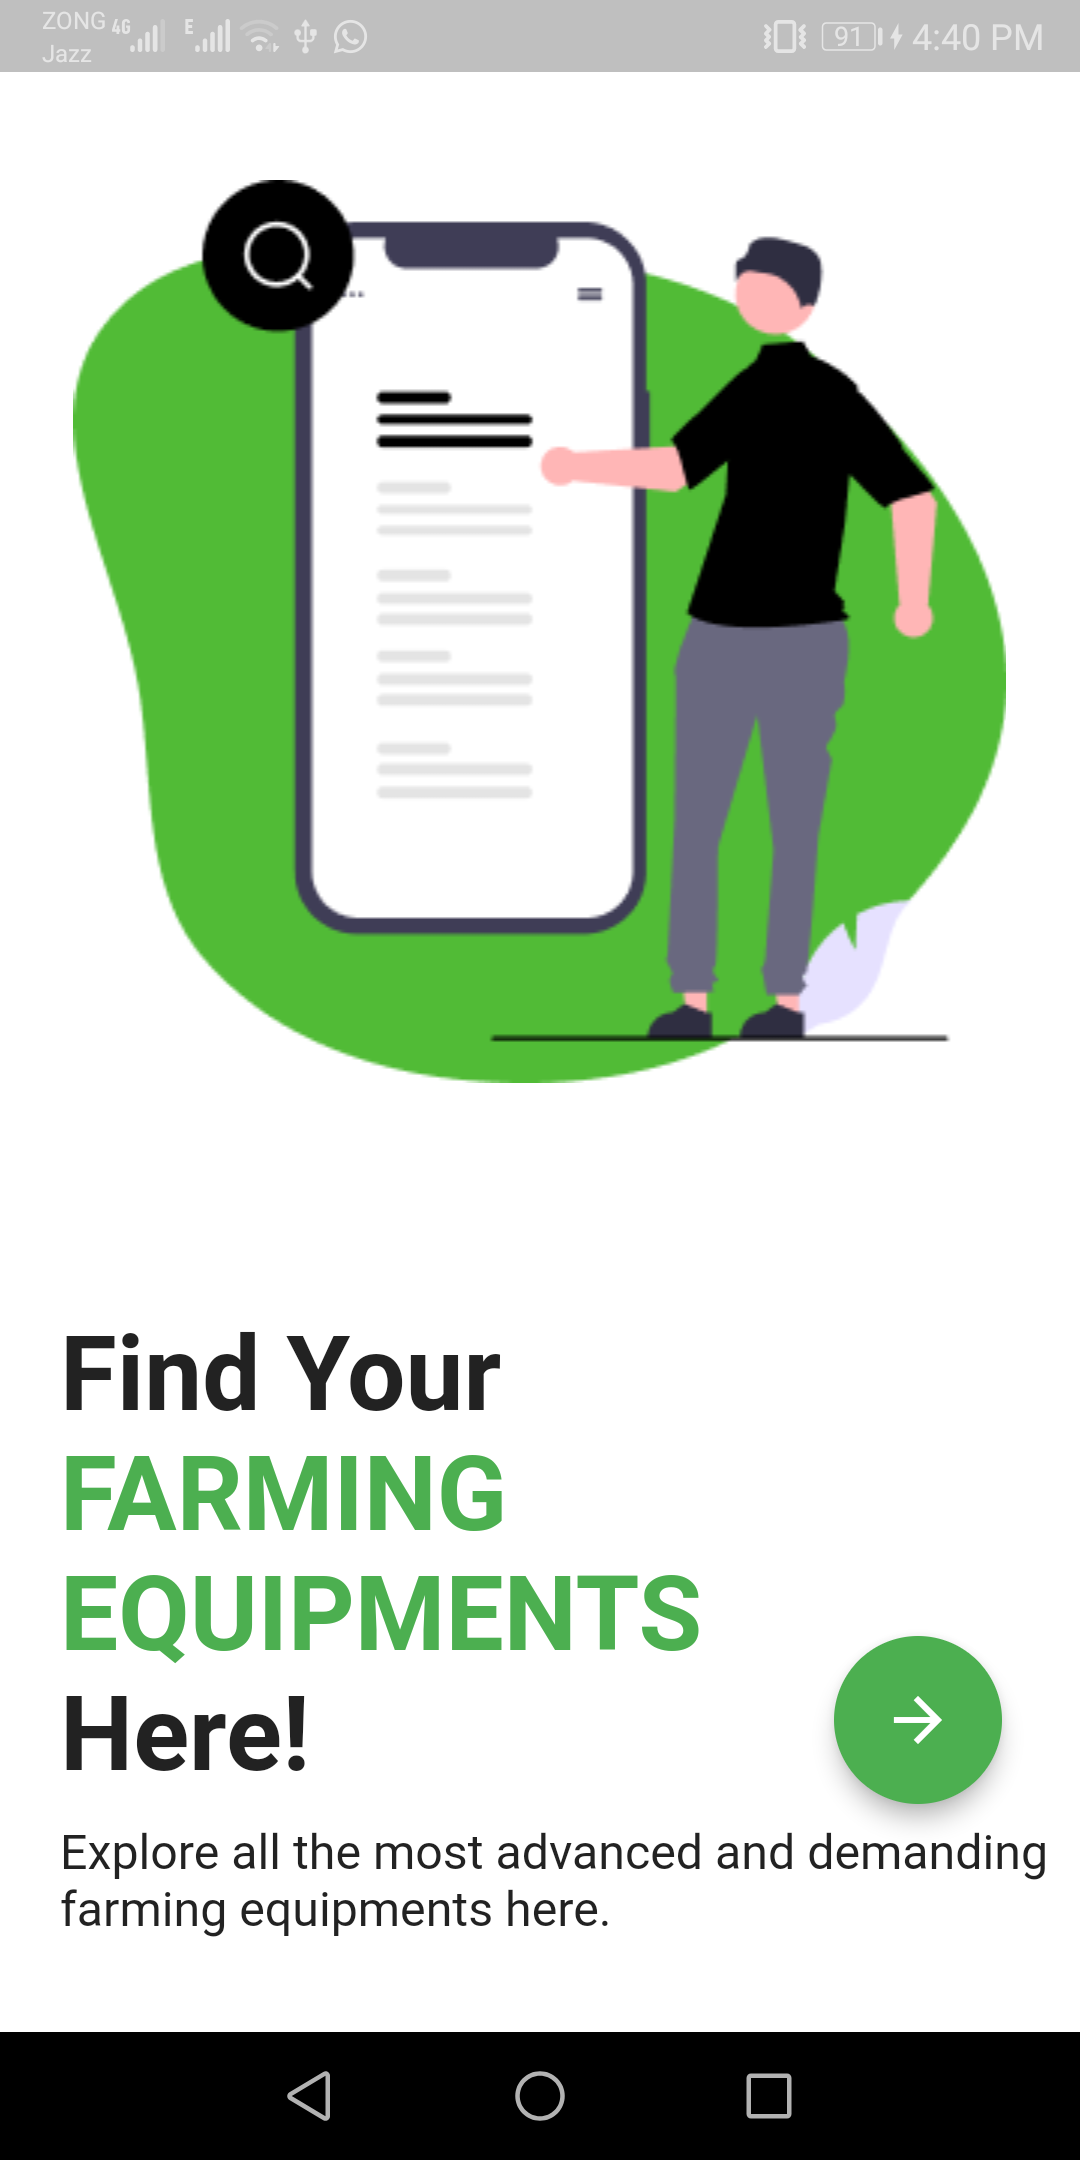 ZONG 4G E 91 4:40 PM
Jazz
Find Your
FARMING
EQUIPMENTS
Here!
Explore all the most advanced and demanding
farming equipments here.